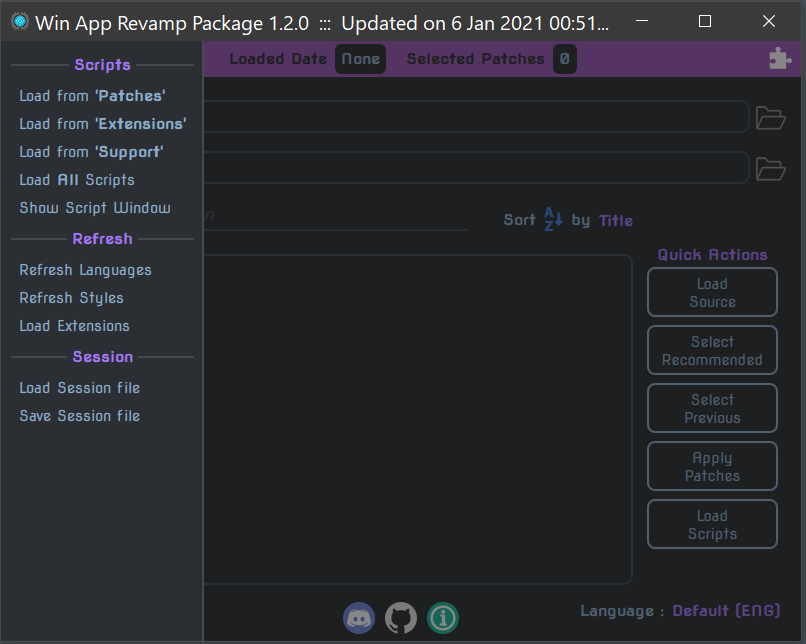 Win App Revamp Package 1.2.0 ::: Updated on 6 Jan 2021 00:51...
Scripts
Load from 'Patches'
Load from 'Extensions'
Load from 'Support'
Load All Scripts
Show Script Window
Refresh
Refresh Languages
Refresh Styles
Load Extensions
Session
Load Session file
Save Session file
Loaded Date None Selected Patches 0
Sort AZ by Title
Quick Actions
Load
Source
Select
Recommended
Select
Previous
Apply
Patches
Load
Scripts
Language : Default (ENG)